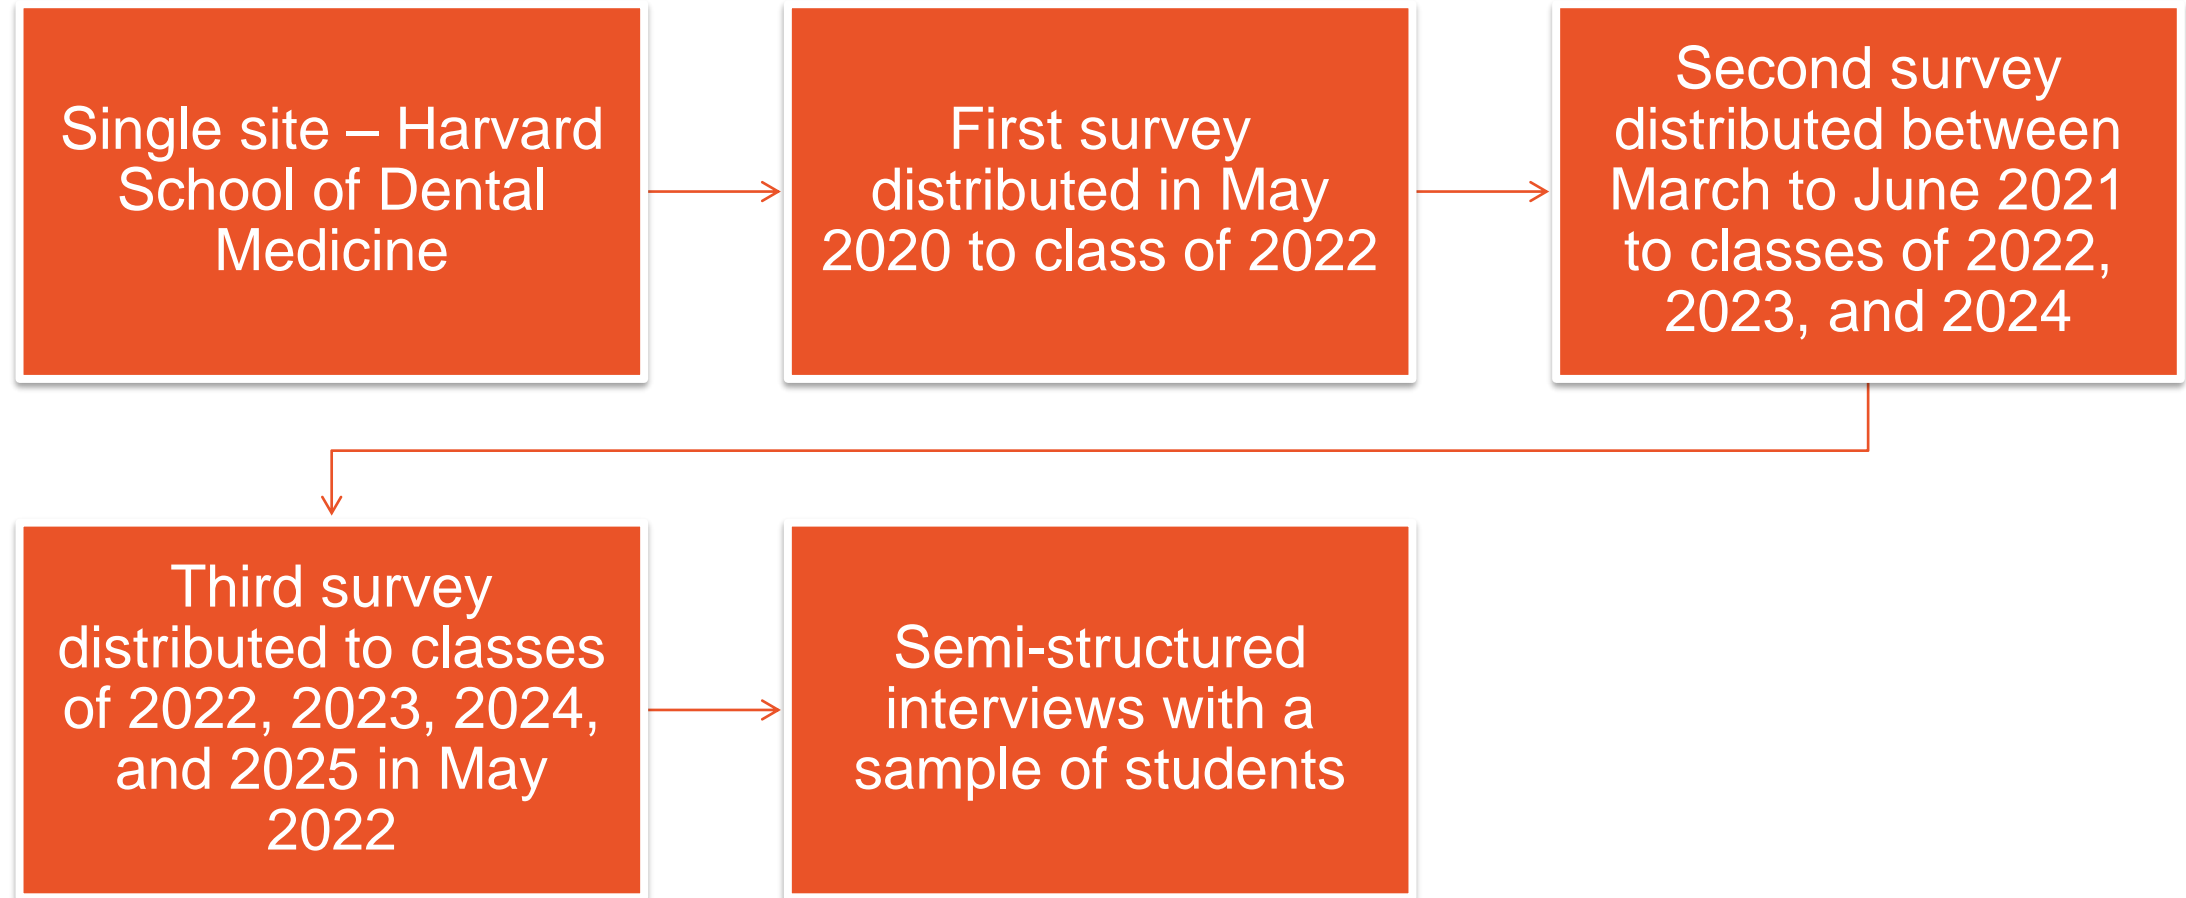 Single site – Harvard
School of Dental
Medicine
First survey
distributed in May
2020 to class of 2022
Second survey
distributed between
March to June 2021
to classes of 2022,
2023, and 2024
Third survey
distributed to classes
of 2022, 2023, 2024,
and 2025 in May
2022
Semi-structured
interviews with a
sample of students